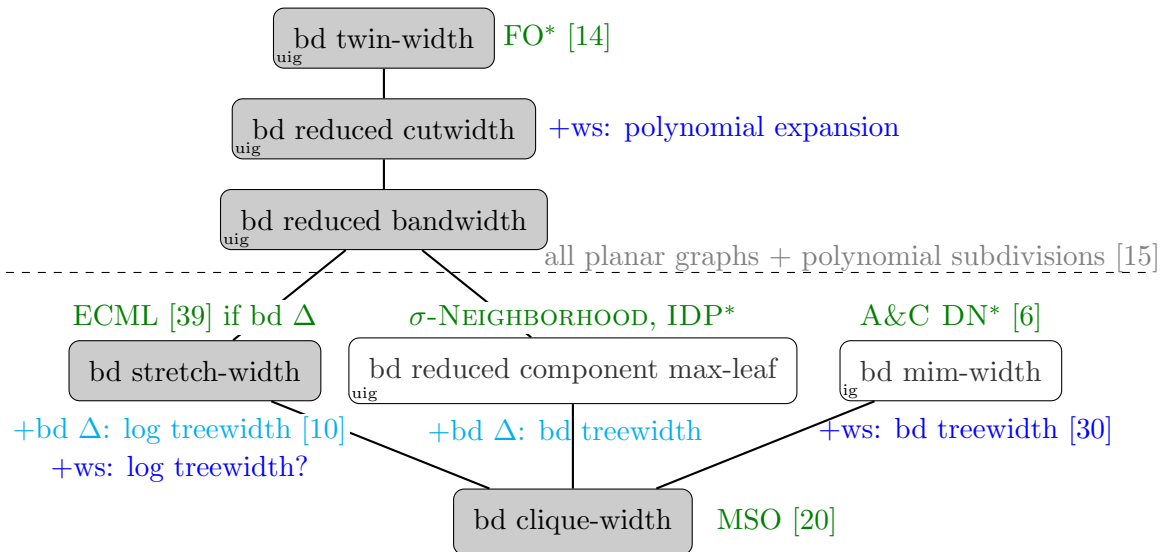 bd twin-width FO* [14]
uig
bd reduced cutwidth +ws: polynomial expansion
uig
bd reduced bandwidth
uig
all planar graphs + polynomial subdivisions [15]
ECML [39] if bd Δ σ-NEIGHBORHOOD, IDP* A&C DN* [6]
bd stretch-width bd reduced component max-leaf bd mim-width
uig ig
+bd Δ: log treewidth [10] +bd Δ: bd treewidth +ws: bd treewidth [30]
+ws: log treewidth?
bd clique-width MSO [20]